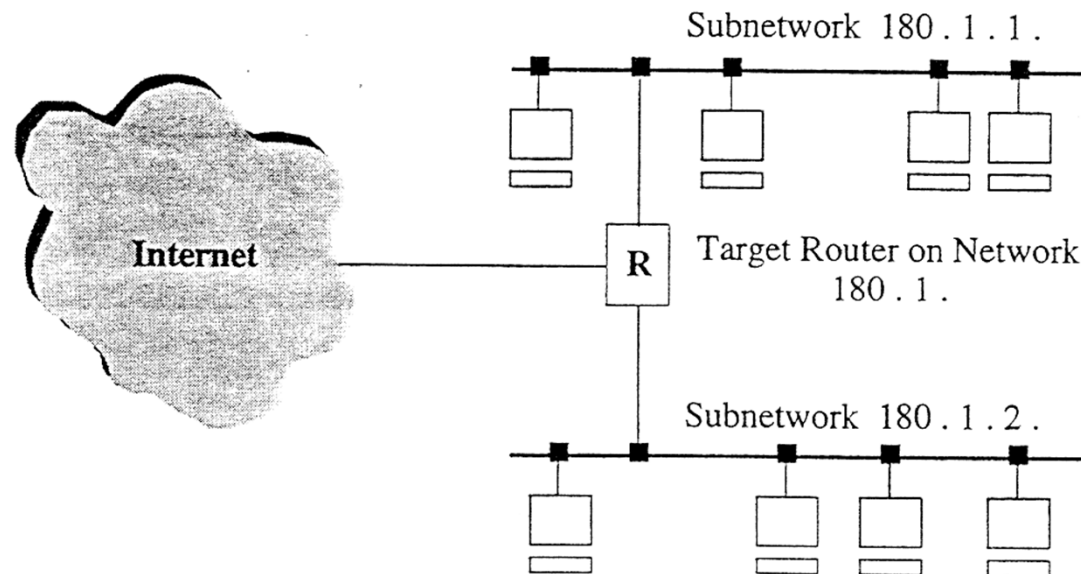 Subnetwork 180 . 1 . 1 .
Internet
R
Target Router on Network
180 . 1 .
Subnetwork 180 . 1 . 2 .